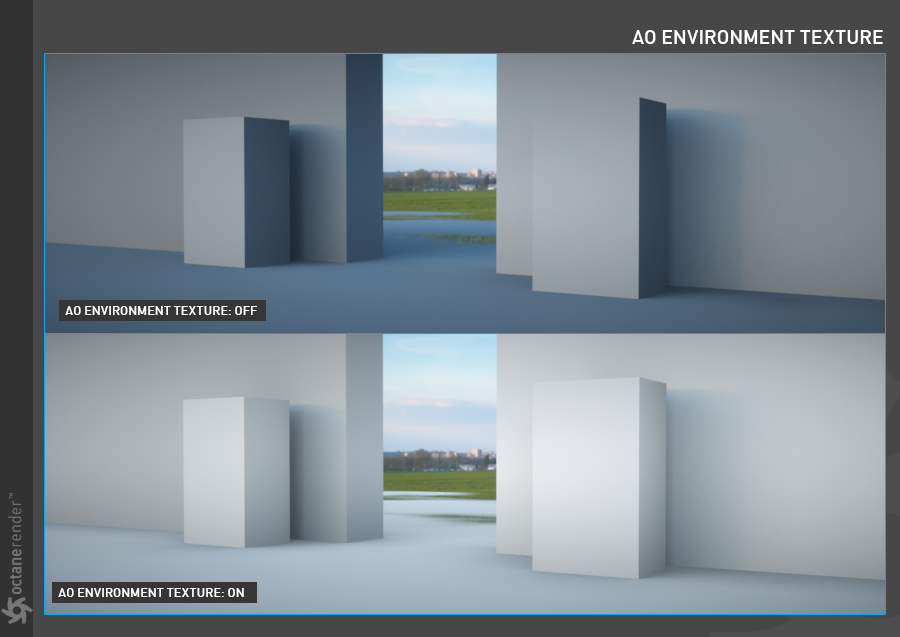 AO ENVIRONMENT TEXTURE
AO ENVIRONMENT TEXTURE: OFF
AO ENVIRONMENT TEXTURE: ON
octanerender™